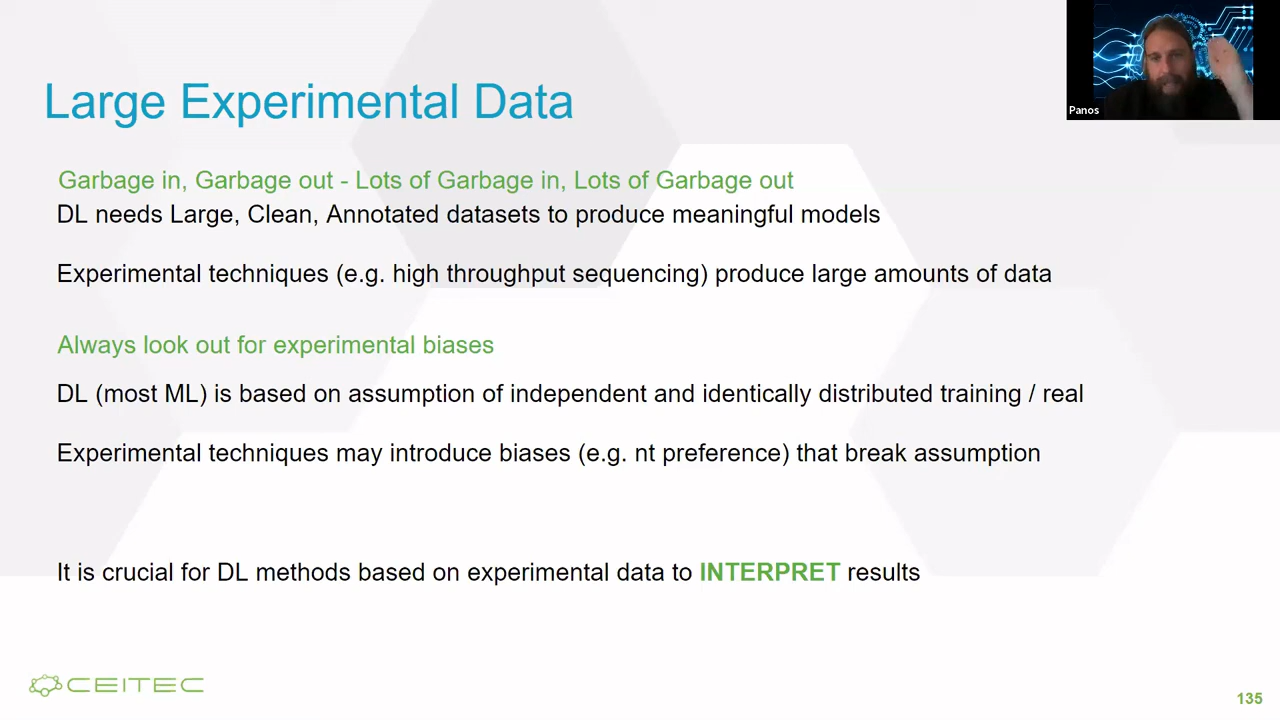 Panos
Large Experimental Data
Garbage in, Garbage out - Lots of Garbage in, Lots of Garbage out
DL needs Large, Clean, Annotated datasets to produce meaningful models
Experimental techniques (e.g. high throughput sequencing) produce large amounts of data
Always look out for experimental biases
DL (most ML) is based on assumption of independent and identically distributed training / real
Experimental techniques may introduce biases (e.g. nt preference) that break assumption
It is crucial for DL methods based on experimental data to INTERPRET results
CEITEC
135